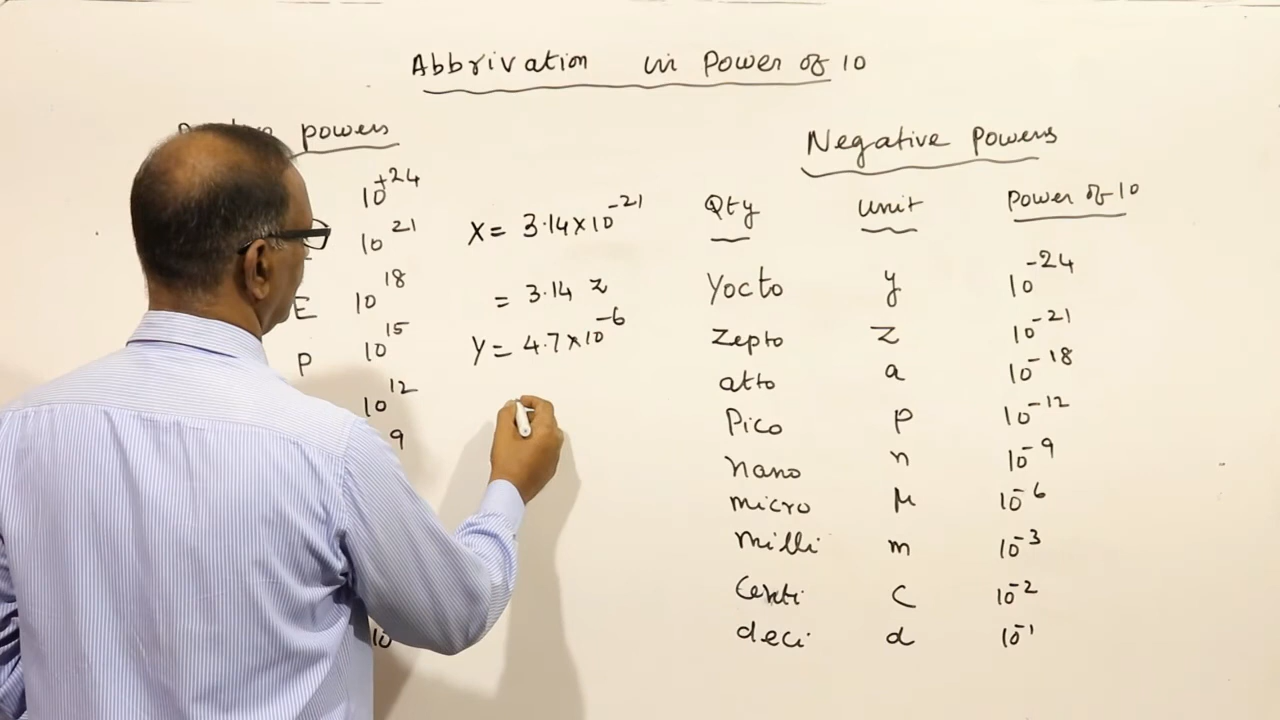 Abbrivation in Power of 10
powers
10+24
10 21
E 10 18
P 10 15
10 12
9
10
X = 3.14 x 10-21
= 3.14 z
Y = 4.7 x 10-6
Negative Powers
Qty unit Power of 10
Yocto y 10-24
Zepto z 10-21
atto a 10-18
Pico p 10-12
nano n 10-9
micro μ 10-6
milli m 10-3
Centi c 10-2
deci d 10-1